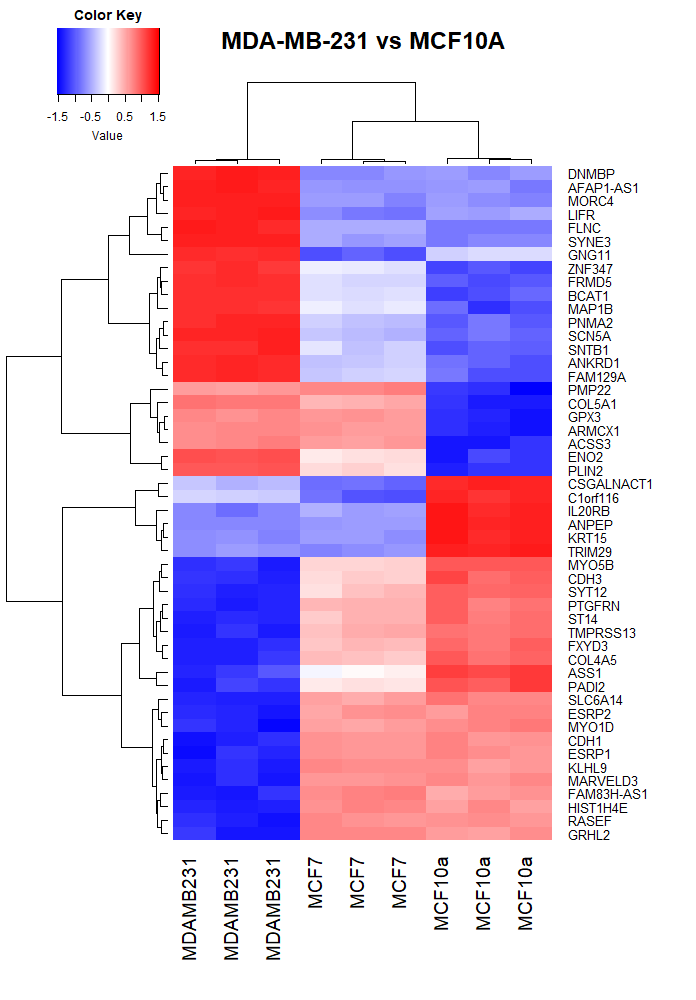 Color Key
-1.5 -0.5 0.5 1.5
Value
MDA-MB-231 vs MCF10A
DNMBP
AFAP1-AS1
MORC4
LIFR
FLNC
SYNE3
GNG11
ZNF347
FRMD5
BCAT1
MAP1B
PNMA2
SCN5A
SNTB1
ANKRD1
FAM129A
PMP22
COL5A1
GPX3
ARMCX1
ACSS3
ENO2
PLIN2
CSGALNACT1
C1orf116
IL20RB
ANPEP
KRT15
TRIM29
MYO5B
CDH3
SYT12
PTGFRN
ST14
TMPRSS13
FXYD3
COL4A5
ASS1
PADI2
SLC6A14
ESRP2
MYO1D
CDH1
ESRP1
KLHL9
MARVELD3
FAM83H-AS1
HIST1H4E
RASEF
GRHL2
MDAMB231
MDAMB231
MDAMB231
MCF7
MCF7
MCF7
MCF10a
MCF10a
MCF10a